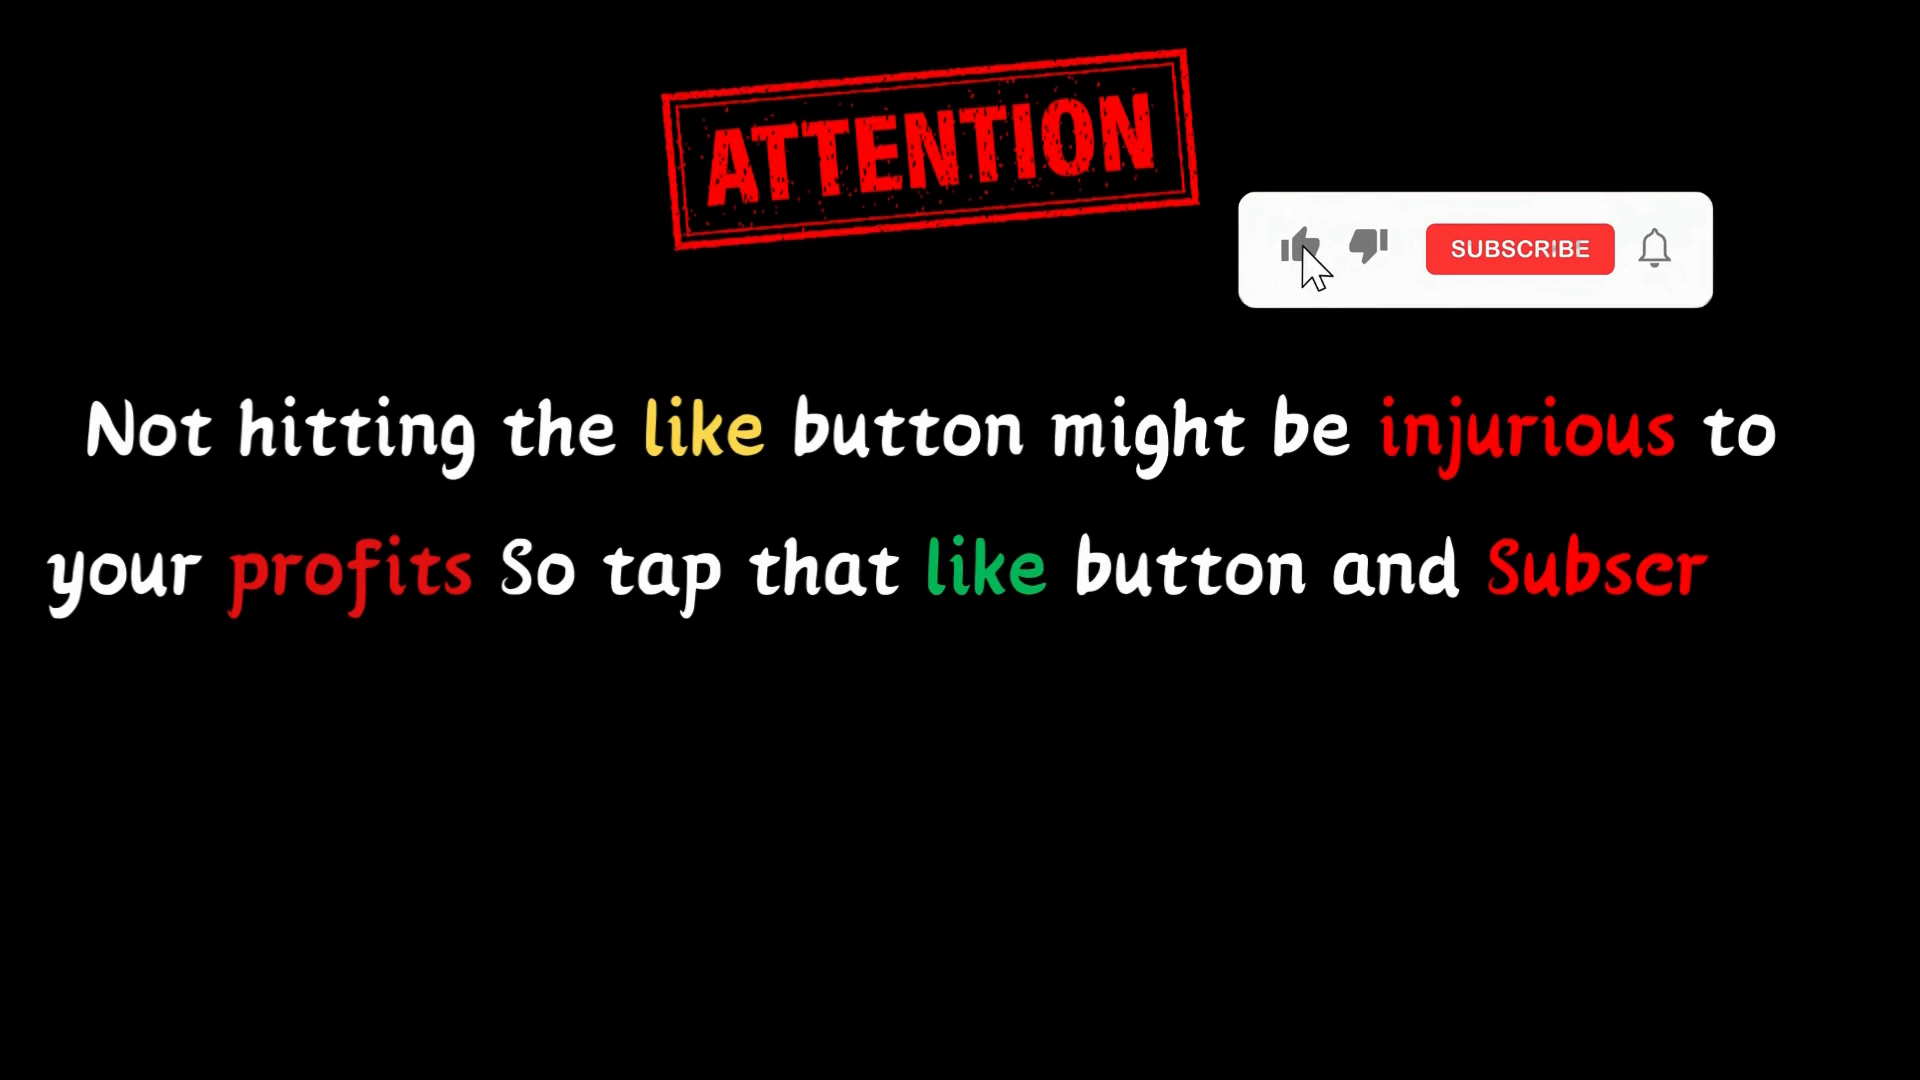 ATTENTION
SUBSCRIBE
Not hitting the like button might be injurious to
your profits So tap that like button and Subscr